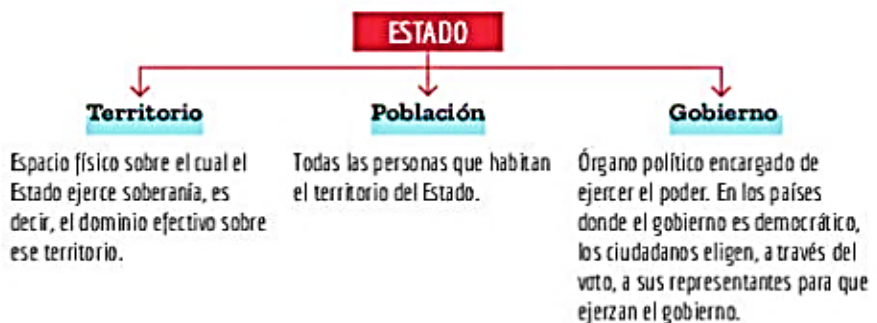 ESTADO
Territorio
Espacio físico sobre el cual el
Estado ejerce soberanía, es
decir, el dominio efectivo sobre
ese territorio.
Población
Todas las personas que habitan
el territorio del Estado.
Gobierno
Órgano político encargado de
ejercer el poder. En los países
donde el gobierno es democrático,
los ciudadanos eligen, a través del
voto, a sus representantes para que
ejerzan el gobierno.